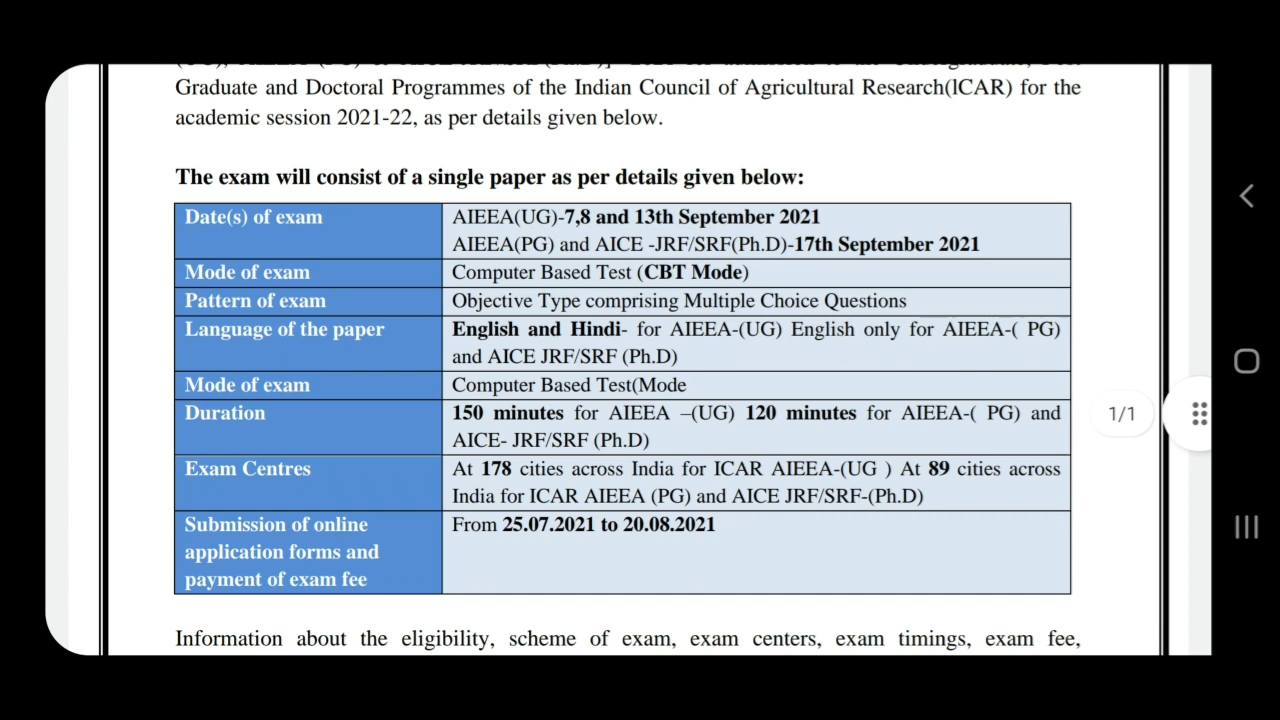 Graduate and Doctoral Programmes of the Indian Council of Agricultural Research(lCAR) for the
academic session 2021-22, as per details given below.
The exam will consist of a single paper as per details given below:
Date(s) of exam
AIEEA(UG)-7,8 and 13th September 2021
AIEEA(PG) and AICE -JRF/SRF(Ph.D)-17th September 2021
Mode of exam
Computer Based Test (CBT Mode)
Pattern of exam
Objective Type comprising Multiple Choice Questions
Language of the paper
English and Hindi- for AIEEA-(UG) English only for AIEEA-( PG)
and AICE JRF/SRF (Ph.D)
Mode of exam
Computer Based Test(Mode
Duration
150 minutes for AIEEA –(UG) 120 minutes for AIEEA-( PG) and
AICE- JRF/SRF (Ph.D)
Exam Centres
At 178 cities across India for ICAR AIEEA-(UG ) At 89 cities across
India for ICAR AIEEA (PG) and AICE JRF/SRF-(Ph.D)
Submission of online
application forms and
payment of exam fee
From 25.07.2021 to 20.08.2021
Information about the eligibility, scheme of exam, exam centers, exam timings, exam fee,
1/1